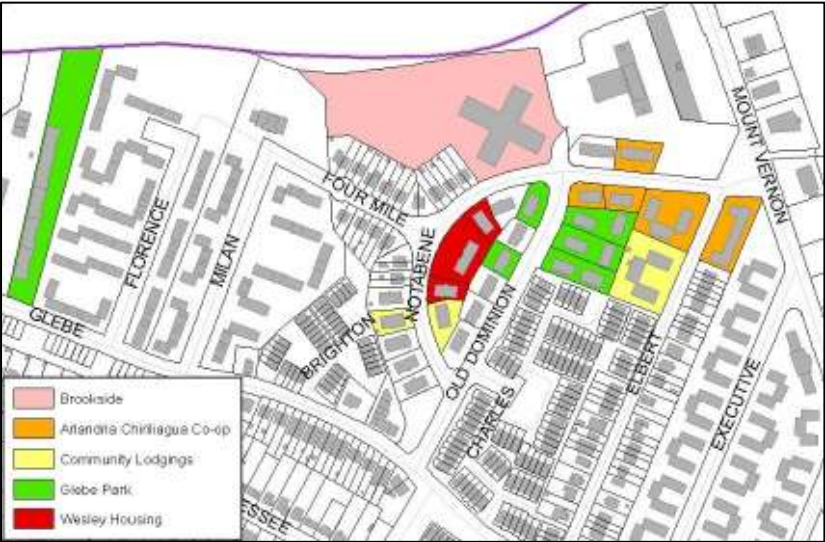 MOUNT VERNON
FOUR MILE
FLORENCE
MILAN
NOTABENE
GLEBE
BRIGHTON
OLD DOMINION
ELBERT
EXECUTIVE
CHARLES
ESSEE
Brookside
Arlandria Chirilagua Co-op
Community Lodgings
Glebe Park
Wesley Housing